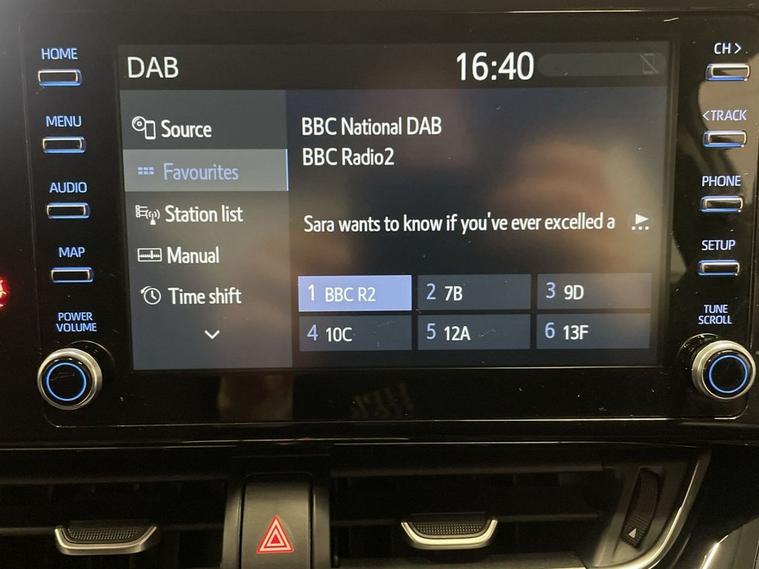 HOME
MENU
AUDIO
MAP
POWER
VOLUME
DAB
16:40
Source
Favourites
Station list
Manual
Time shift
BBC National DAB
BBC Radio2
Sara wants to know if you've ever excelled a
1 BBC R2
2 7B
3 9D
4 10C
5 12A
6 13F
CH >
< TRACK
PHONE
SETUP
TUNE
SCROLL